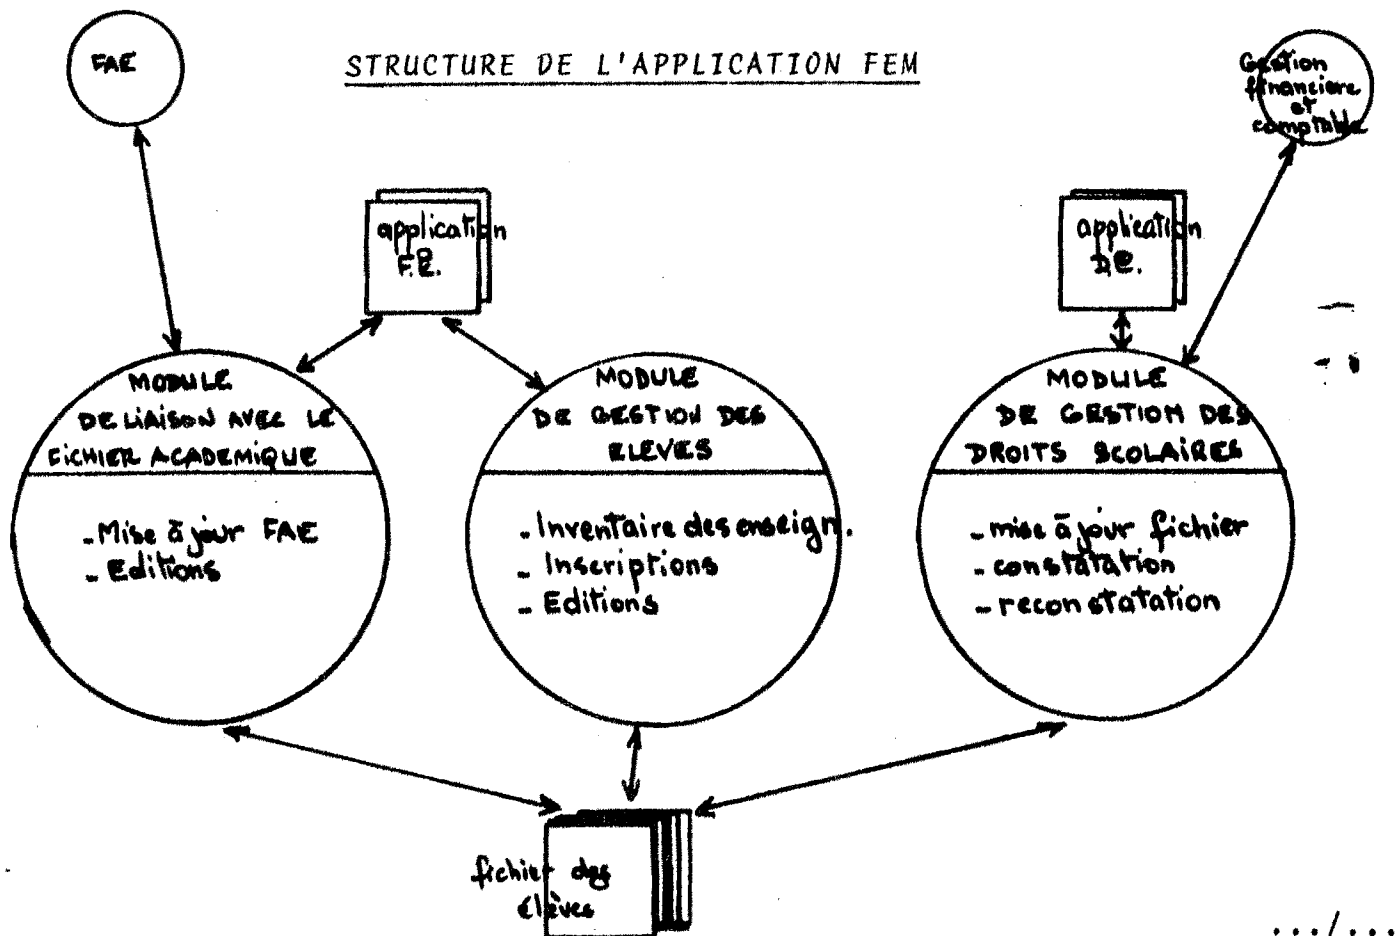 STRUCTURE DE L'APPLICATION FEM
FAE
Gestion
financiere
et
comptable
application
F.E.
application
MODULE
DE LIAISON AVEC LE
FICHIER ACADEMIQUE
- Mise à jour FAE
- Editions
MODULE
DE GESTION DES
ELEVES
- Inventaire des enseign.
- Inscriptions
- Editions
MODULE
DE GESTION DES
DROITS SCOLAIRES
- mise à jour fichier
- constatation
- reconstatation
fichier des
élèves
.../...